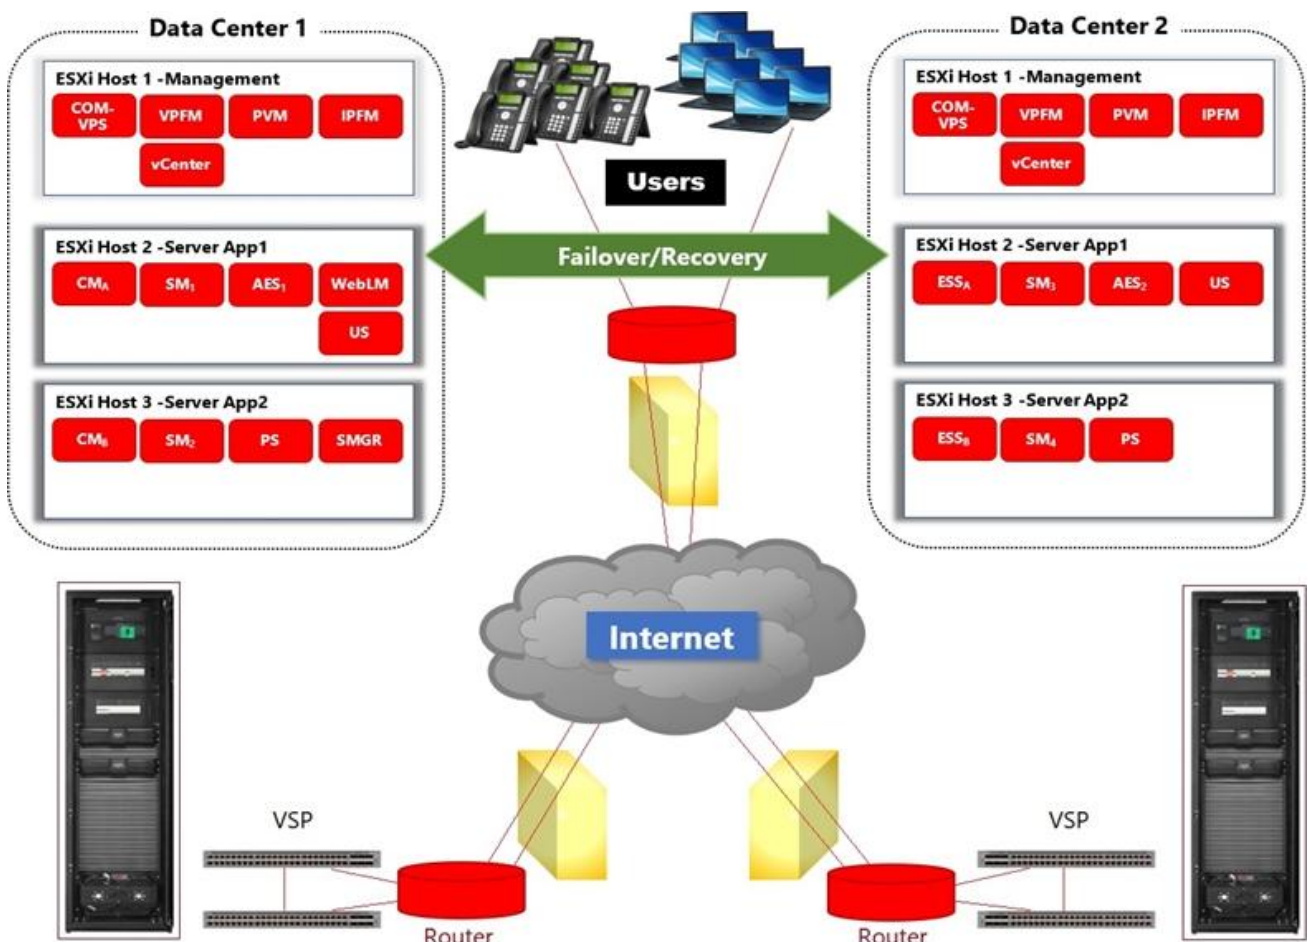 Data Center 1
ESXi Host 1 -Management
COM-
VPS
VPFM
PVM
IPFM
vCenter
ESXi Host 2 -Server App1
CMA
SM1
AES1
WebLM
US
ESXi Host 3 -Server App2
CMB
SM2
PS
SMGR
Users
Failover/Recovery
Data Center 2
ESXi Host 1 -Management
COM-
VPS
VPFM
PVM
IPFM
vCenter
ESXi Host 2 -Server App1
ESSA
SM3
AES2
US
ESXi Host 3 -Server App2
ESSB
SM4
PS
Internet
VSP
Router
VSP
Router